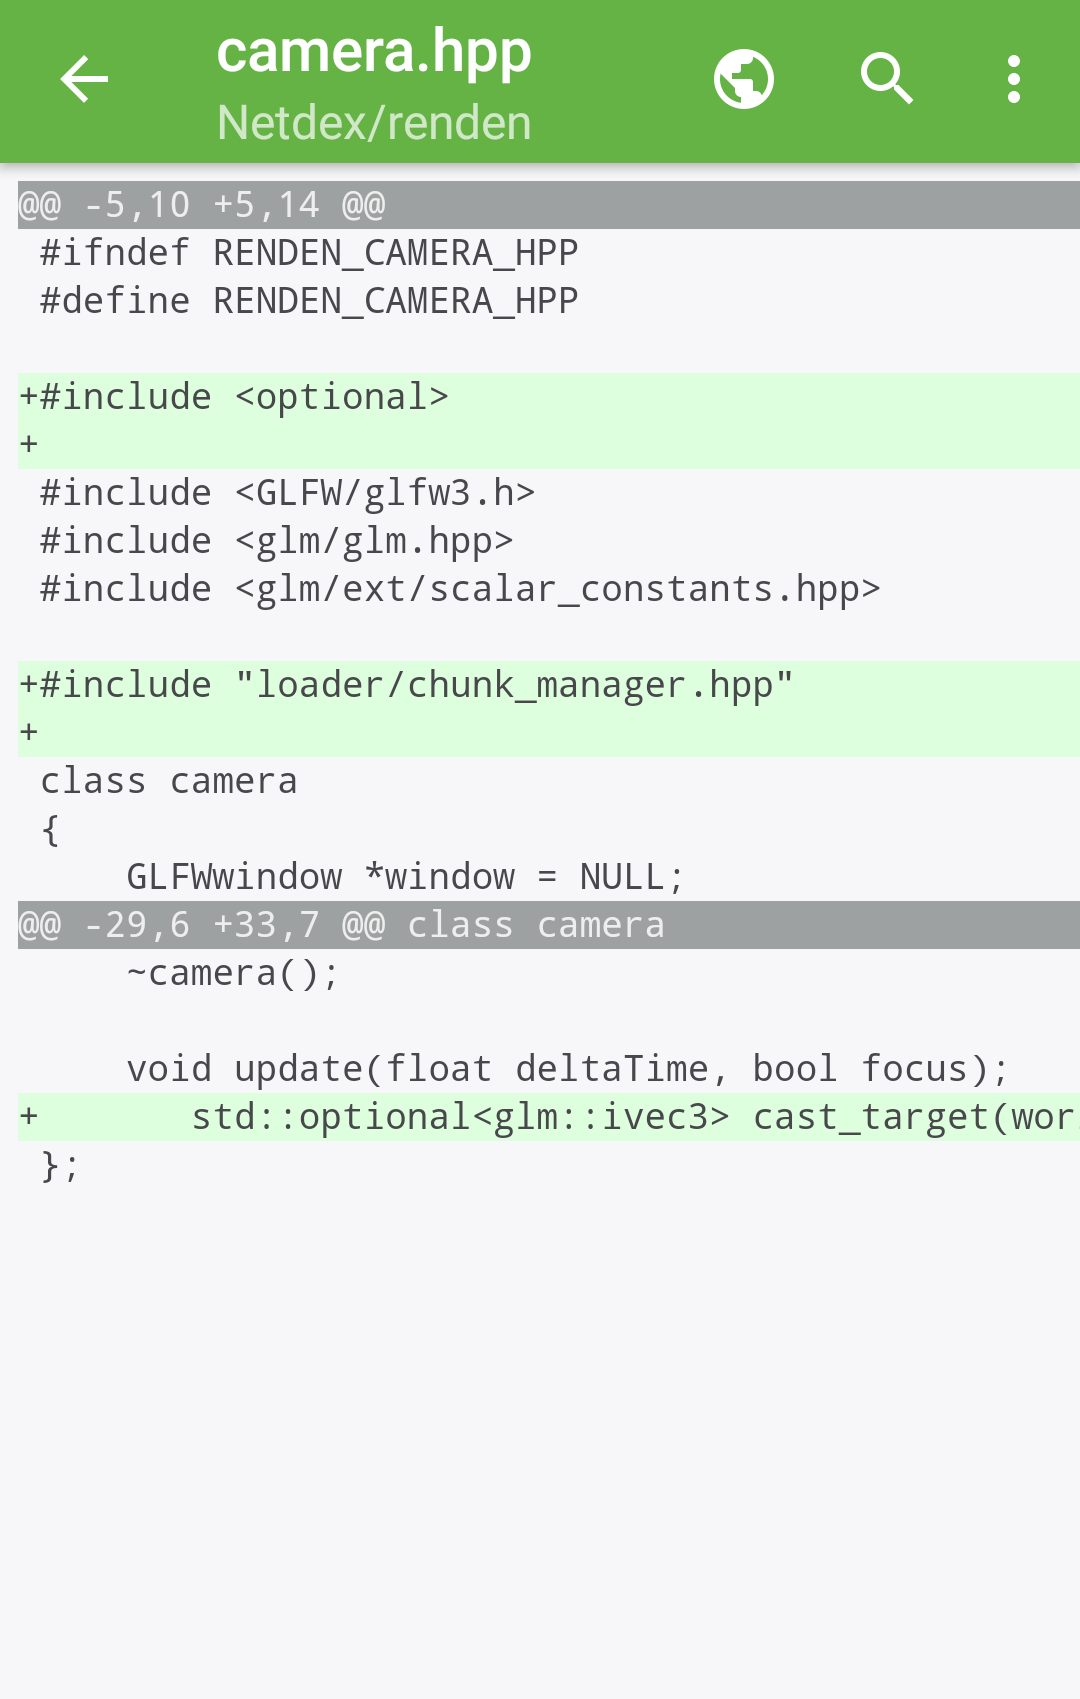 camera.hpp
Netdex/renden
@@ -5,10 +5,14 @@
 #ifndef RENDEN_CAMERA_HPP
 #define RENDEN_CAMERA_HPP

+#include <optional>
+
 #include <GLFW/glfw3.h>
 #include <glm/glm.hpp>
 #include <glm/ext/scalar_constants.hpp>

+#include "loader/chunk_manager.hpp"
+
 class camera
 {
     GLFWwindow *window = NULL;
@@ -29,6 +33,7 @@ class camera
     ~camera();

     void update(float deltaTime, bool focus);
+       std::optional<glm::ivec3> cast_target(
 };